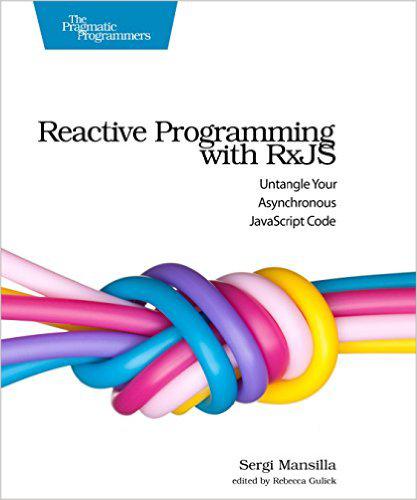 The
Pragmatic
Programmers
Reactive Programming
with RxJS
Untangle Your
Asynchronous
JavaScript Code
Sergi Mansilla
edited by Rebecca Gulick